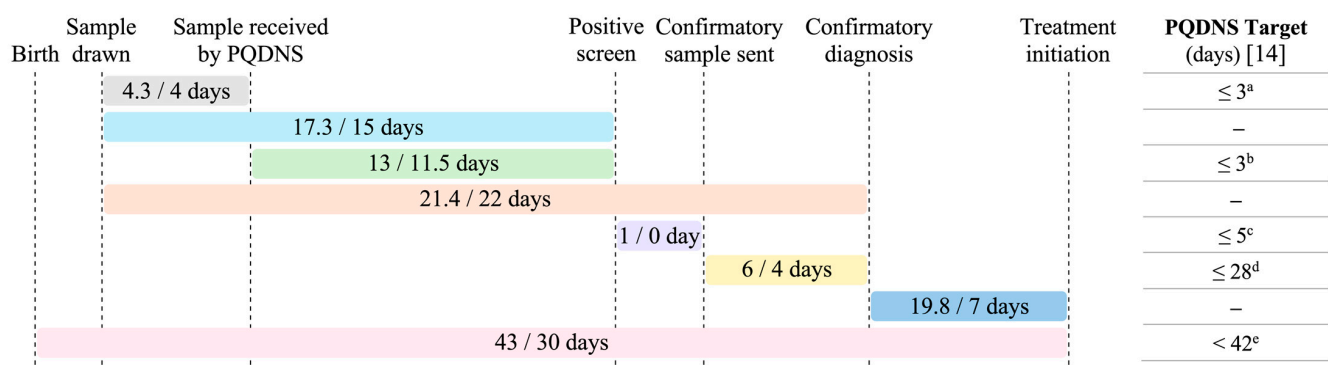 Birth
Sample
drawn
Sample received
by PQDNS
Positive
screen
Confirmatory
sample sent
Confirmatory
diagnosis
Treatment
initiation
PQDNS Target
(days) [14]
4.3 / 4 days
≤ 3ᵃ
17.3 / 15 days
–
13 / 11.5 days
≤ 3ᵇ
21.4 / 22 days
–
1 / 0 day
≤ 5ᶜ
6 / 4 days
≤ 28ᵈ
19.8 / 7 days
–
43 / 30 days
< 42ᵉ